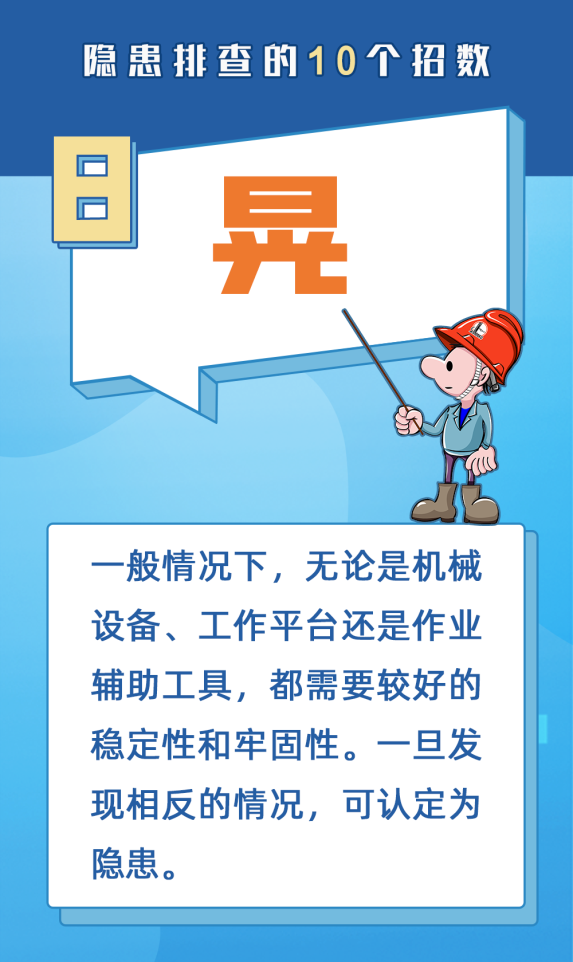 隐患排查的10个招数
8
晃
一般情况下，无论是机械
设备、工作平台还是作业
辅助工具，都需要较好的
稳定性和牢固性。一旦发
现相反的情况，可认定为
隐患。